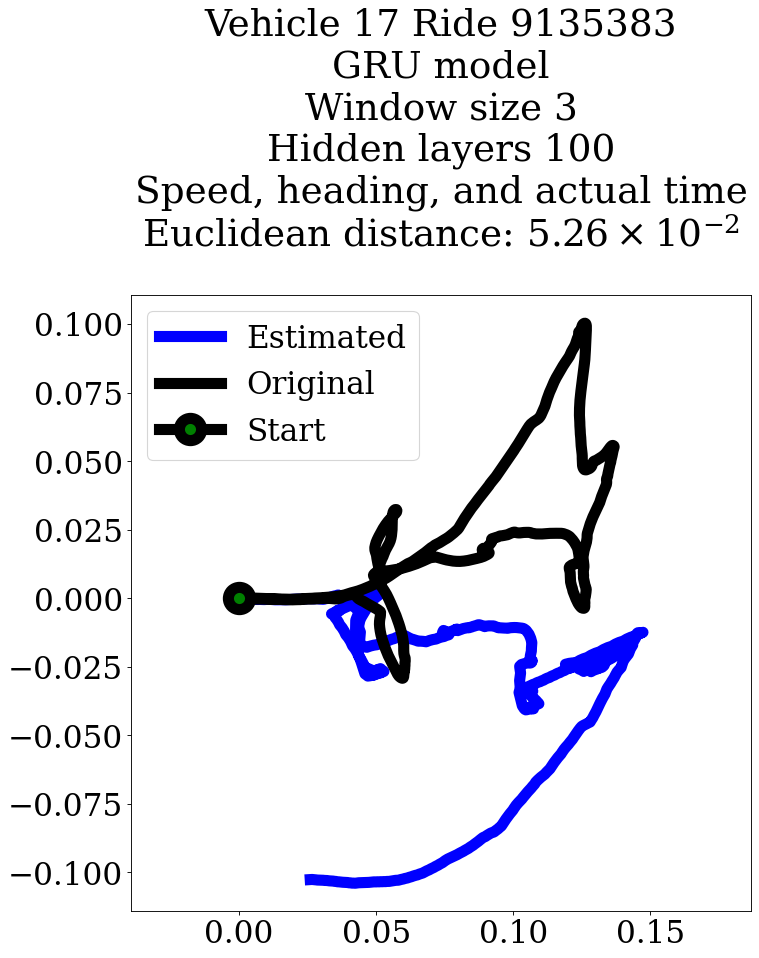 Vehicle 17 Ride 9135383
GRU model
Window size 3
Hidden layers 100
Speed, heading, and actual time
Euclidean distance: 5.26 × 10⁻²
Estimated
Original
Start
0.100
0.075
0.050
0.025
0.000
−0.025
−0.050
−0.075
−0.100
0.00 0.05 0.10 0.15